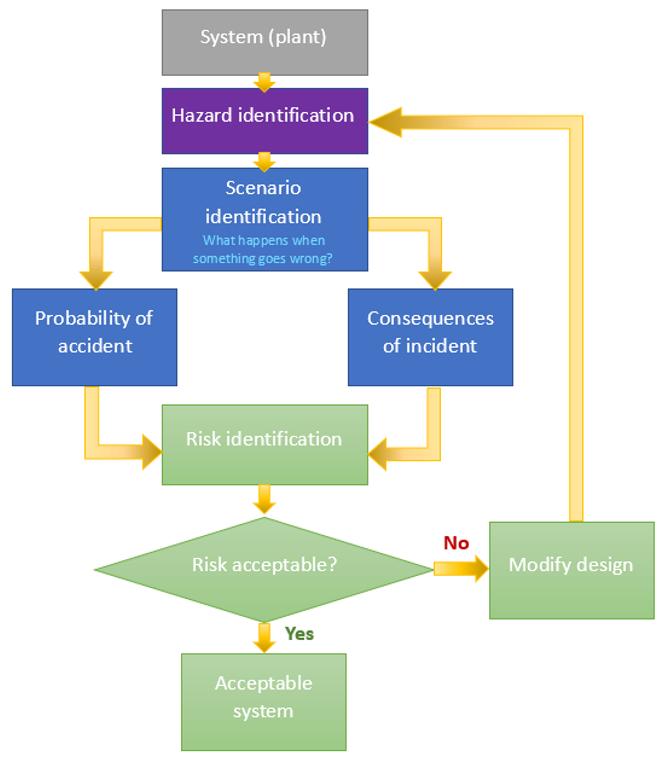 System (plant)
Hazard identification
Scenario
identification
What happens when
something goes wrong?
Probability of
accident
Consequences
of incident
Risk identification
Risk acceptable?
No
Modify design
Yes
Acceptable
system